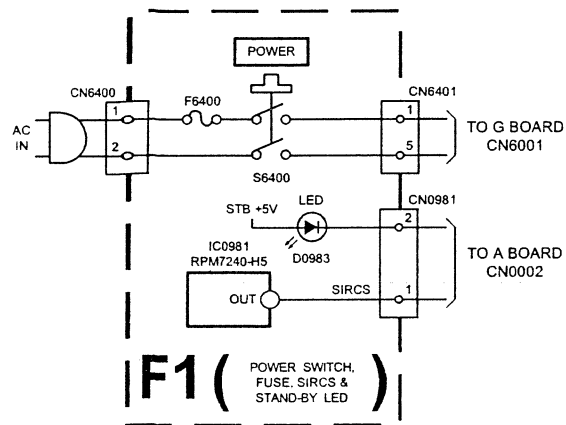 POWER
CN6400
F6400
CN6401
1
1
AC
IN
TO G BOARD
CN6001
2
5
S6400
CN0981
LED
STB +5V
2
D0983
IC0981
RPM7240-H5
TO A BOARD
CN0002
OUT
SIRCS
1
F1 ( POWER SWITCH,
FUSE, SIRCS &
STAND-BY LED )